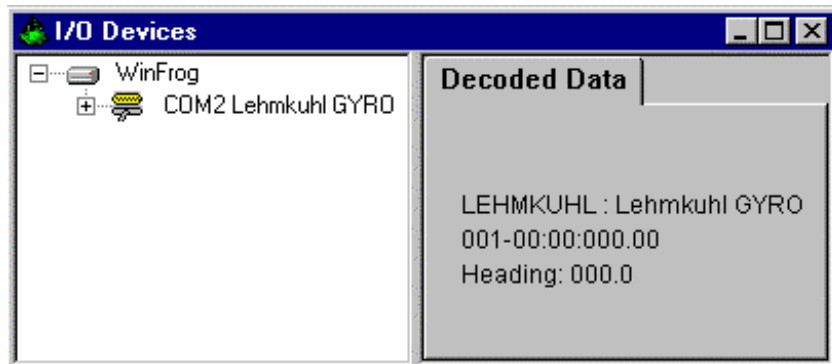 I/O Devices
WinFrog
COM2 Lehmkuhl GYRO
Decoded Data
LEHMKUHL : Lehmkuhl GYRO
001-00:00:000.00
Heading: 000.0